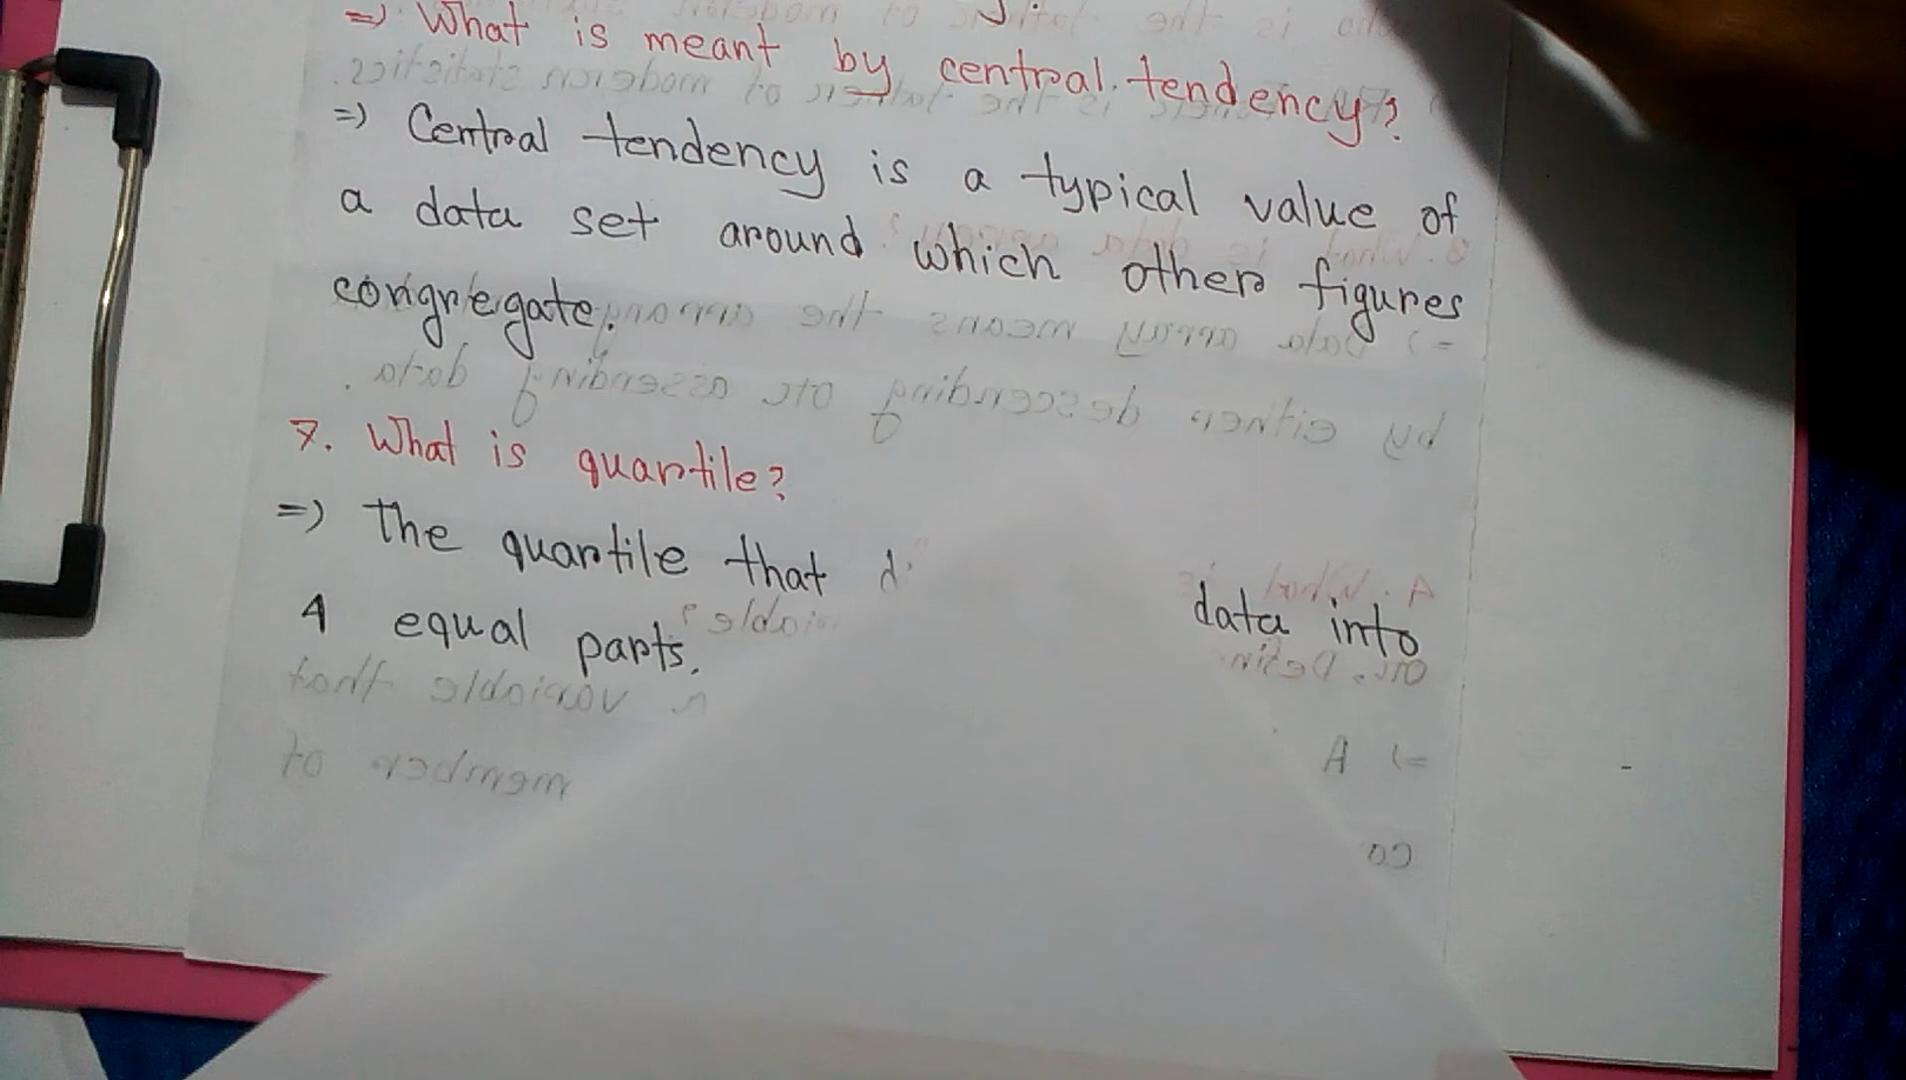 => What is meant by central tendency?
=> Central tendency is a typical value of
a data set around which other figures
congregate.
7. What is quartile?
=> The quartile that data into
4 equal parts.